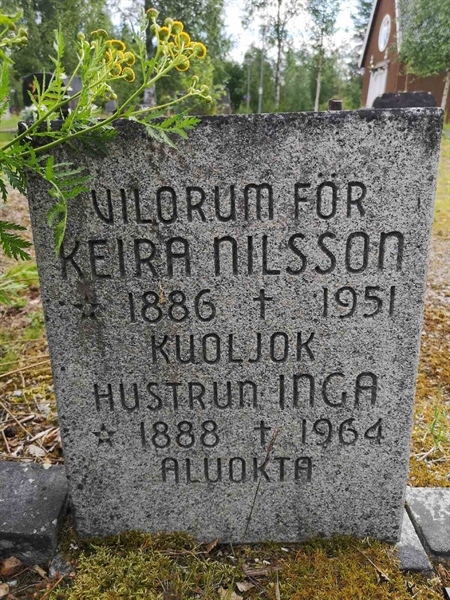 VILORUM FÖR
KEIRA NILSSON
☆ 1886 † 1951
KUOLJOK
HUSTRUN INGA
☆ 1888 † 1964
ALUOKTA